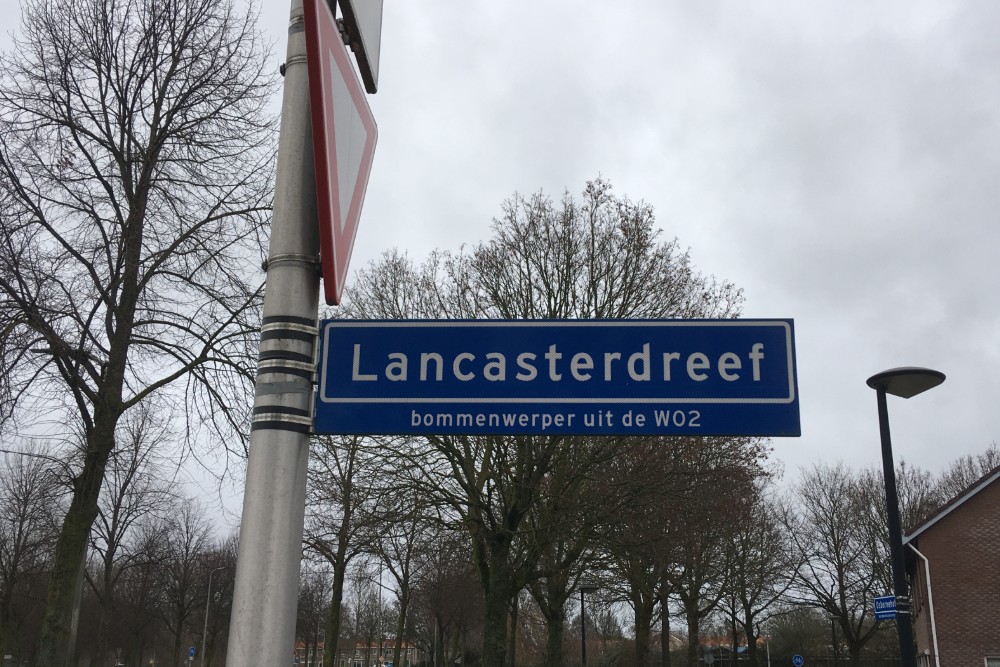 Lancasterdreef
bommenwerper uit de WO2